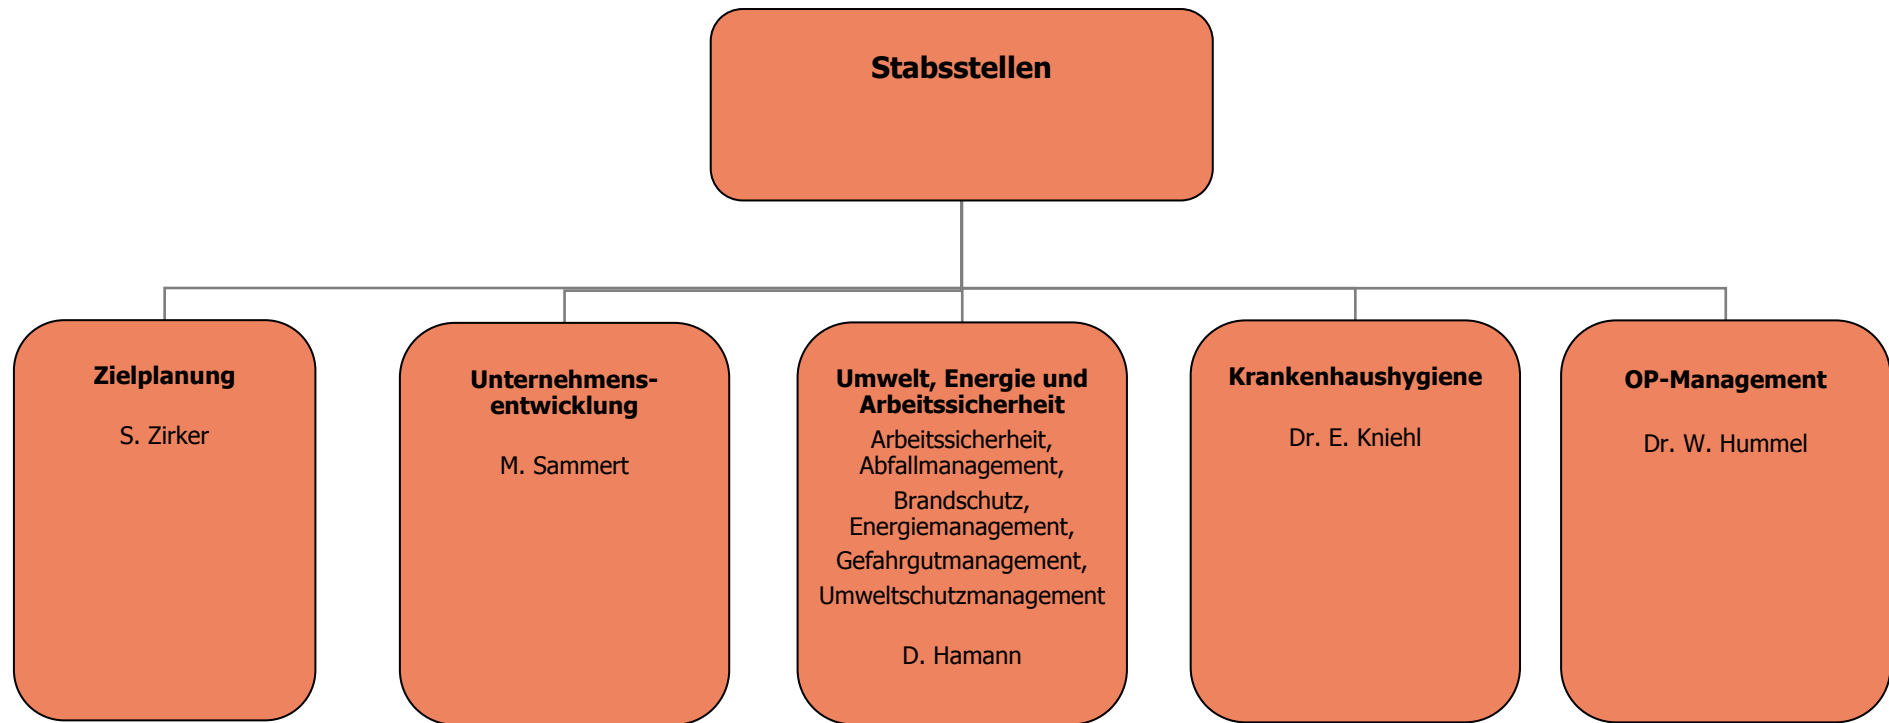 Stabsstellen
Zielplanung
S. Zirker
Unternehmens-
entwicklung
M. Sammert
Umwelt, Energie und
Arbeitssicherheit
Arbeitssicherheit,
Abfallmanagement,
Brandschutz,
Energiemanagement,
Gefahrgutmanagement,
Umweltschutzmanagement
D. Hamann
Krankenhaushygiene
Dr. E. Kniehl
OP-Management
Dr. W. Hummel